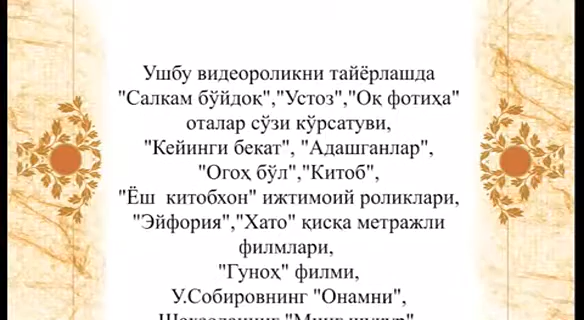 Ушбу видеороликни тайёрлашда
"Салкам бўйдоқ","Устоз","Оқ фотиҳа"
оталар сўзи кўрсатуви,
"Кейинги бекат", "Адашганлар",
"Огоҳ бўл","Китоб",
"Ёш китобхон" ижтимоий роликлари,
"Эйфория","Хато" қисқа метражли
филмлари,
"Гуноҳ" филми,
У.Собировнинг "Онамни",